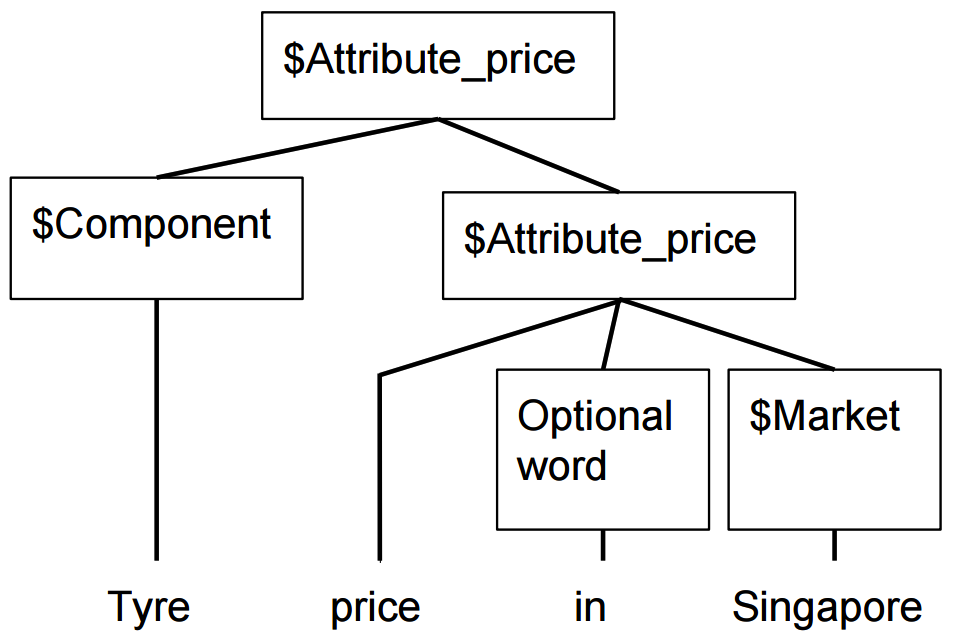 $Attribute_price
$Component
$Attribute_price
Optional
word
$Market
Tyre
price
in
Singapore